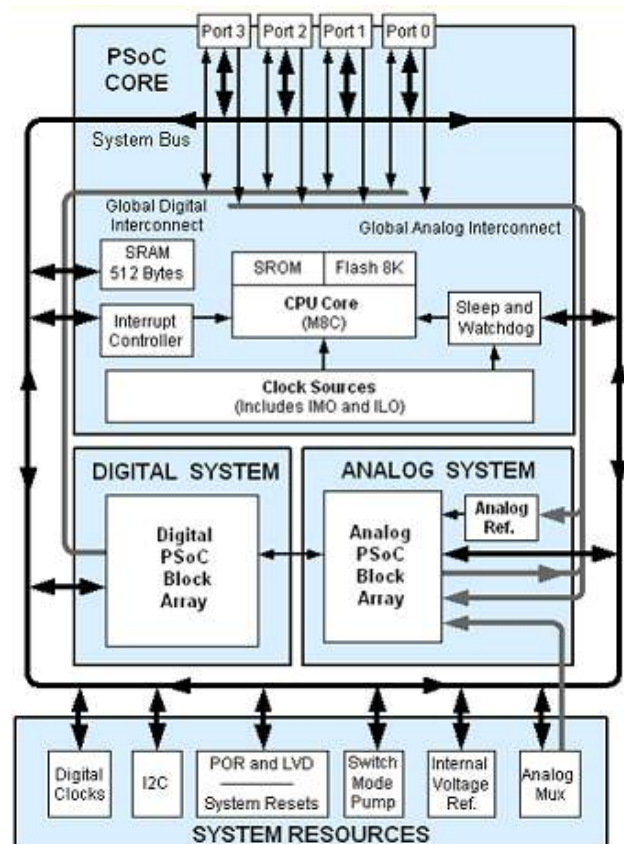 Port 3
Port 2
Port 1
Port 0
PSoC
CORE
System Bus
Global Digital
Interconnect
Global Analog Interconnect
SRAM
512 Bytes
SROM
Flash 8K
CPU Core
(M8C)
Interrupt
Controller
Sleep and
Watchdog
Clock Sources
(Includes IMO and ILO)
DIGITAL SYSTEM
ANALOG SYSTEM
Digital
PSoC
Block
Array
Analog
PSoC
Block
Array
Analog
Ref.
Digital
Clocks
I2C
POR and LVD
System Resets
Switch
Mode
Pump
Internal
Voltage
Ref.
Analog
Mux
SYSTEM RESOURCES